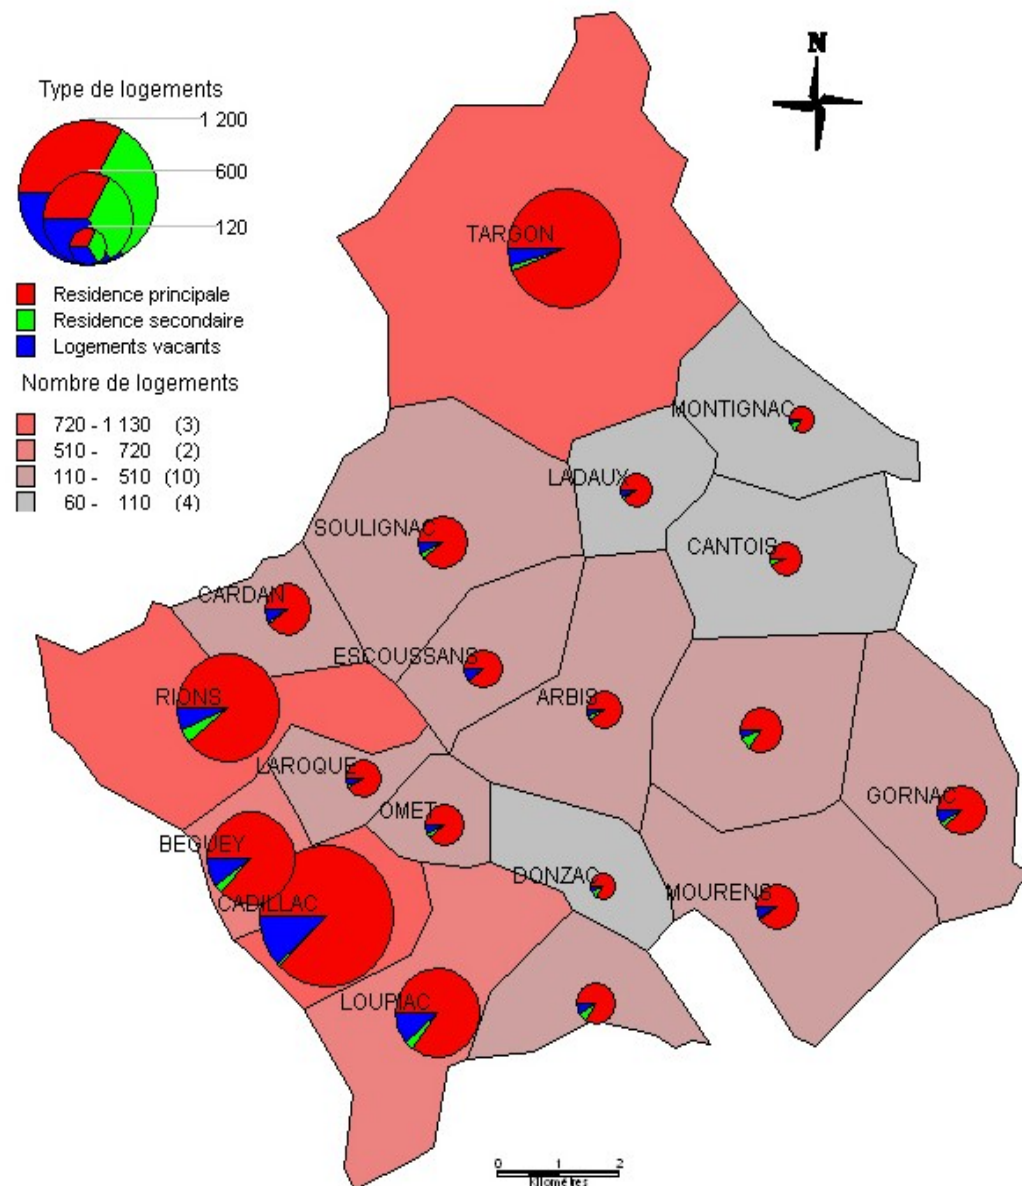 N
Type de logements
1 200
600
120
Residence principale
Residence secondaire
Logements vacants
Nombre de logements
720 - 1 130 (3)
510 - 720 (2)
110 - 510 (10)
60 - 110 (4)
TARGON
MONTIGNAC
LADAUX
SOULIGNAC
CANTOIS
CARDAN
ESCOUSSANS
RIONS
ARBIS
LAROQUE
GORNAC
OMET
BEGUEY
DONZAC
MOURENS
CADILLAC
LOUPIAC
0 1 2
kilomètres